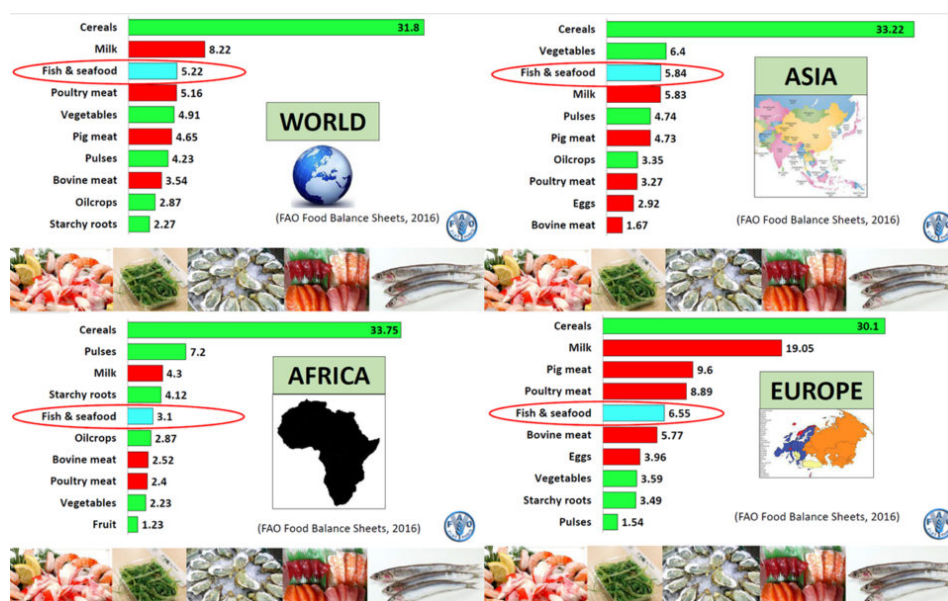 Cereals 31.8
Milk 8.22
Fish & seafood 5.22
Poultry meat 5.16
Vegetables 4.91
Pig meat 4.65
Pulses 4.23
Bovine meat 3.54
Oilcrops 2.87
Starchy roots 2.27
WORLD
(FAO Food Balance Sheets, 2016)
FAO
Cereals 33.22
Vegetables 6.4
Fish & seafood 5.84
Milk 5.83
Pulses 4.74
Pig meat 4.73
Oilcrops 3.35
Poultry meat 3.27
Eggs 2.92
Bovine meat 1.67
ASIA
(FAO Food Balance Sheets, 2016)
FAO
Cereals 33.75
Pulses 7.2
Milk 4.3
Starchy roots 4.12
Fish & seafood 3.1
Oilcrops 2.87
Bovine meat 2.52
Poultry meat 2.4
Vegetables 2.23
Fruit 1.23
AFRICA
(FAO Food Balance Sheets, 2016)
FAO
Cereals 30.1
Milk 19.05
Pig meat 9.6
Poultry meat 8.89
Fish & seafood 6.55
Bovine meat 5.77
Eggs 3.96
Vegetables 3.59
Starchy roots 3.49
Pulses 1.54
EUROPE
(FAO Food Balance Sheets, 2016)
FAO